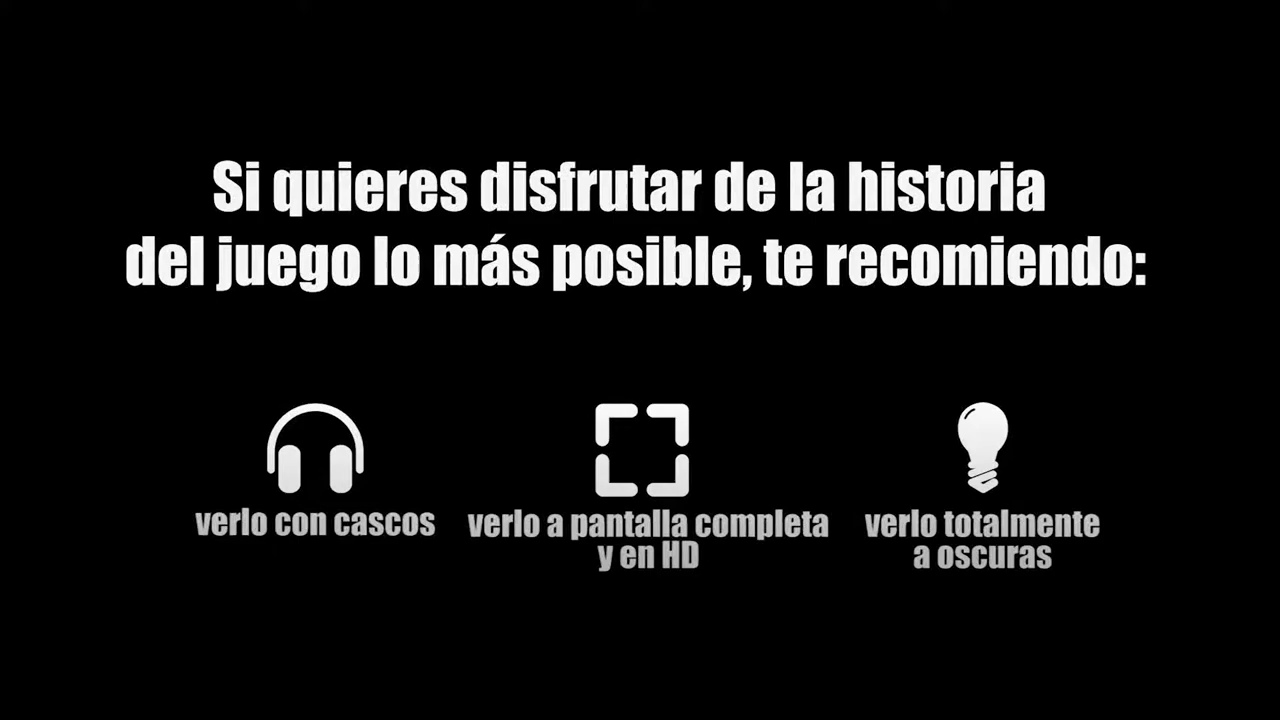 Si quieres disfrutar de la historia
del juego lo más posible, te recomiendo:
verlo con cascos
verlo a pantalla completa
y en HD
verlo totalmente
a oscuras